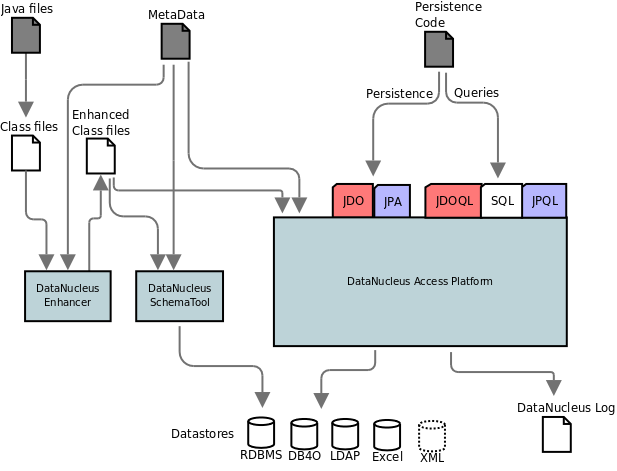 Java files
MetaData
Persistence
Code
Persistence
Queries
Class files
Enhanced
Class files
JDO
JPA
JDOQL
SQL
JPQL
DataNucleus
Enhancer
DataNucleus
SchemaTool
DataNucleus Access Platform
DataNucleus Log
Datastores
RDBMS
DB4O
LDAP
Excel
XML